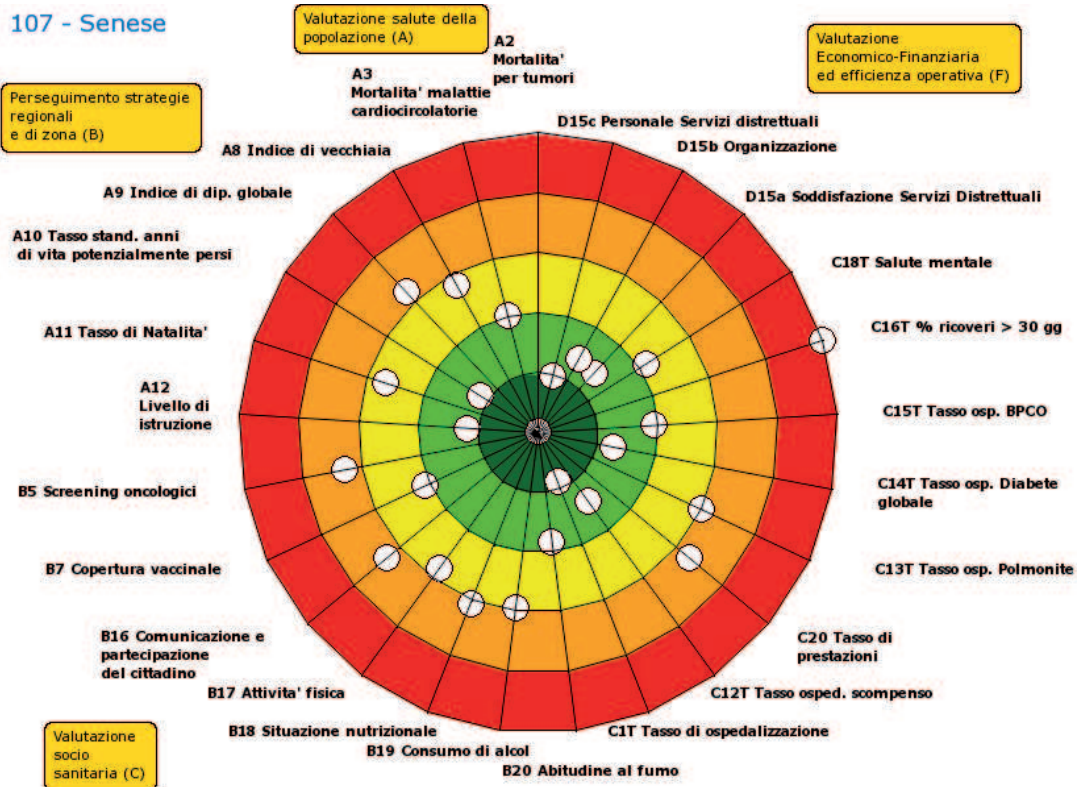 107 - Senese
Valutazione salute della
popolazione (A)
Valutazione
Economico-Finanziaria
ed efficienza operativa (F)
Perseguimento strategie
regionali
e di zona (B)
A2
Mortalita'
per tumori
A3
Mortalita' malattie
cardiocircolatorie
D15c Personale Servizi distrettuali
D15b Organizzazione
A8 Indice di vecchiaia
A9 Indice di dip. globale
D15a Soddisfazione Servizi Distrettuali
A10 Tasso stand. anni
di vita potenzialmente persi
C18T Salute mentale
A11 Tasso di Natalita'
C16T % ricoveri > 30 gg
A12
Livello di
istruzione
C15T Tasso osp. BPCO
B5 Screening oncologici
C14T Tasso osp. Diabete
globale
B7 Copertura vaccinale
C13T Tasso osp. Polmonite
B16 Comunicazione e
partecipazione
del cittadino
C20 Tasso di
prestazioni
B17 Attivita' fisica
C12T Tasso osped. scompenso
B18 Situazione nutrizionale
C1T Tasso di ospedalizzazione
B19 Consumo di alcol
B20 Abitudine al fumo
Valutazione
socio
sanitaria (C)